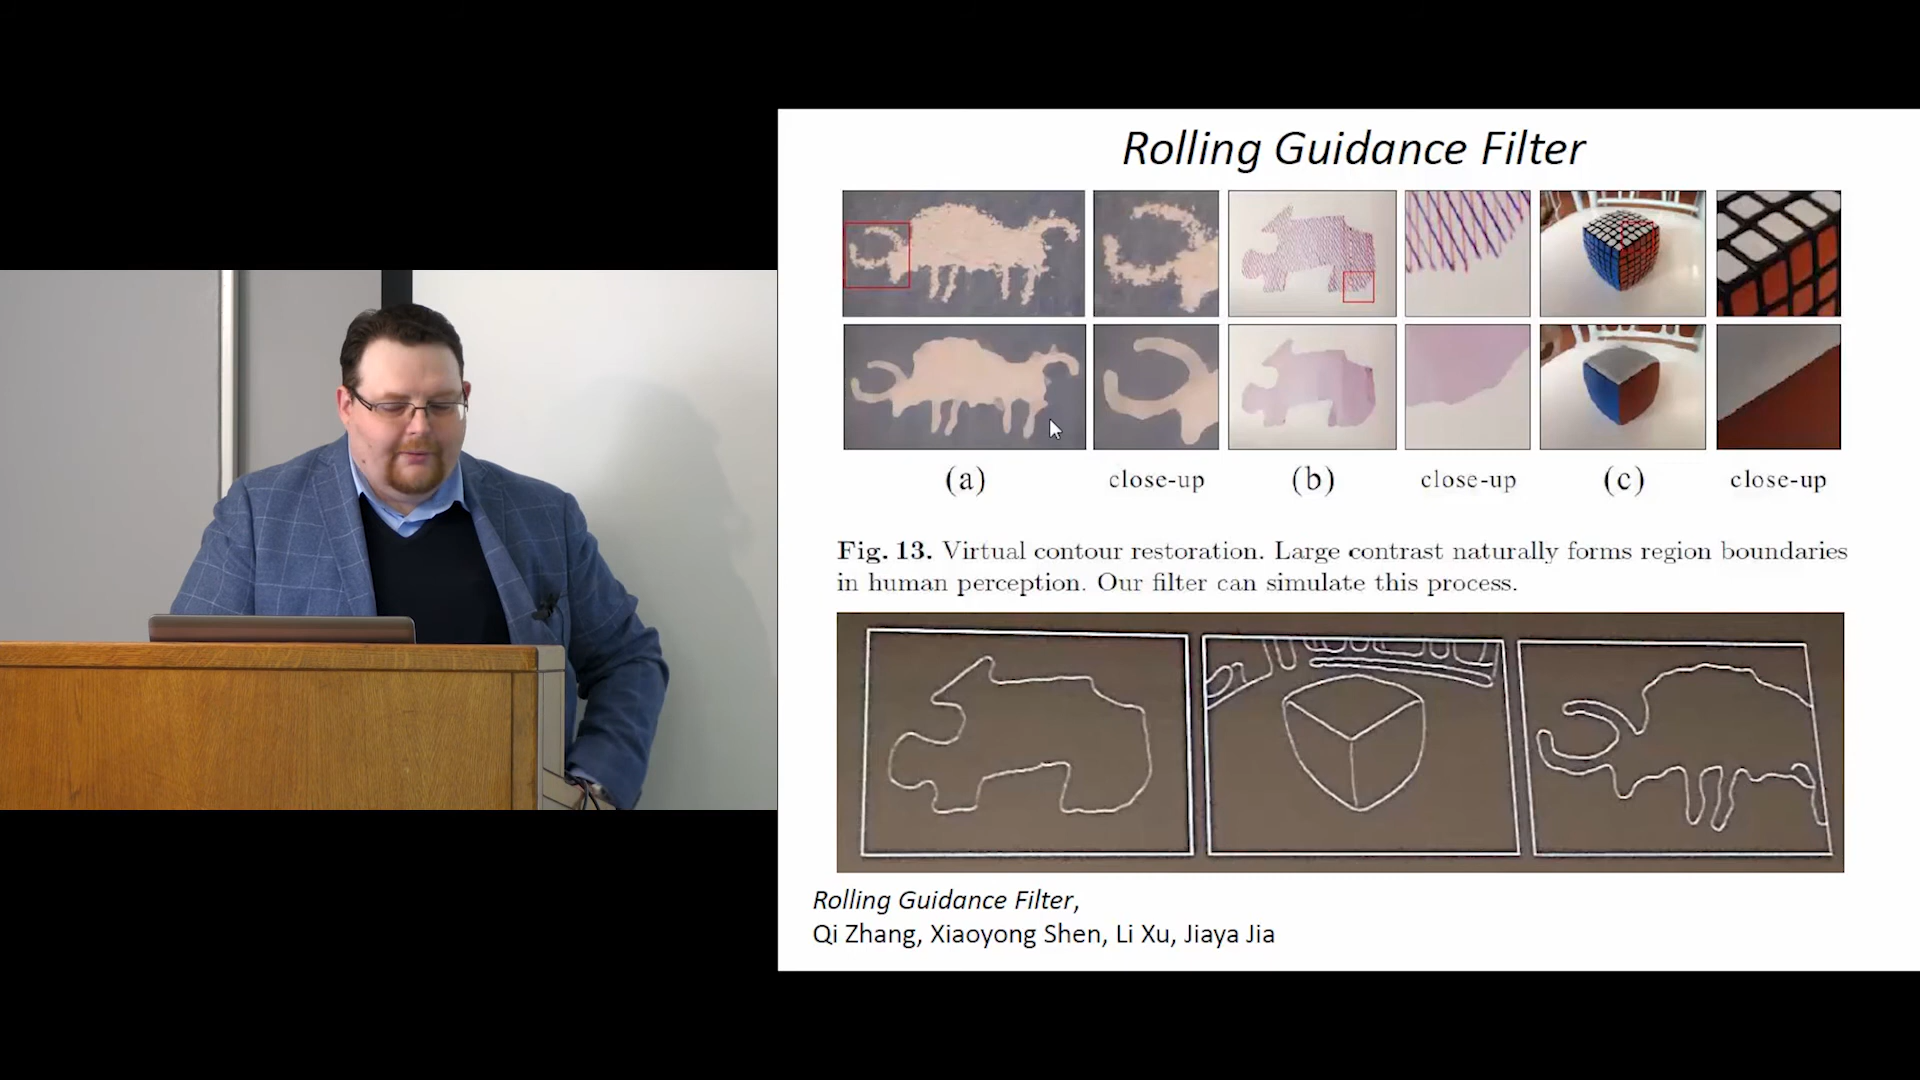 Rolling Guidance Filter
(a) close-up (b) close-up (c) close-up
Fig. 13. Virtual contour restoration. Large contrast naturally forms region boundaries
in human perception. Our filter can simulate this process.
Rolling Guidance Filter,
Qi Zhang, Xiaoyong Shen, Li Xu, Jiaya Jia